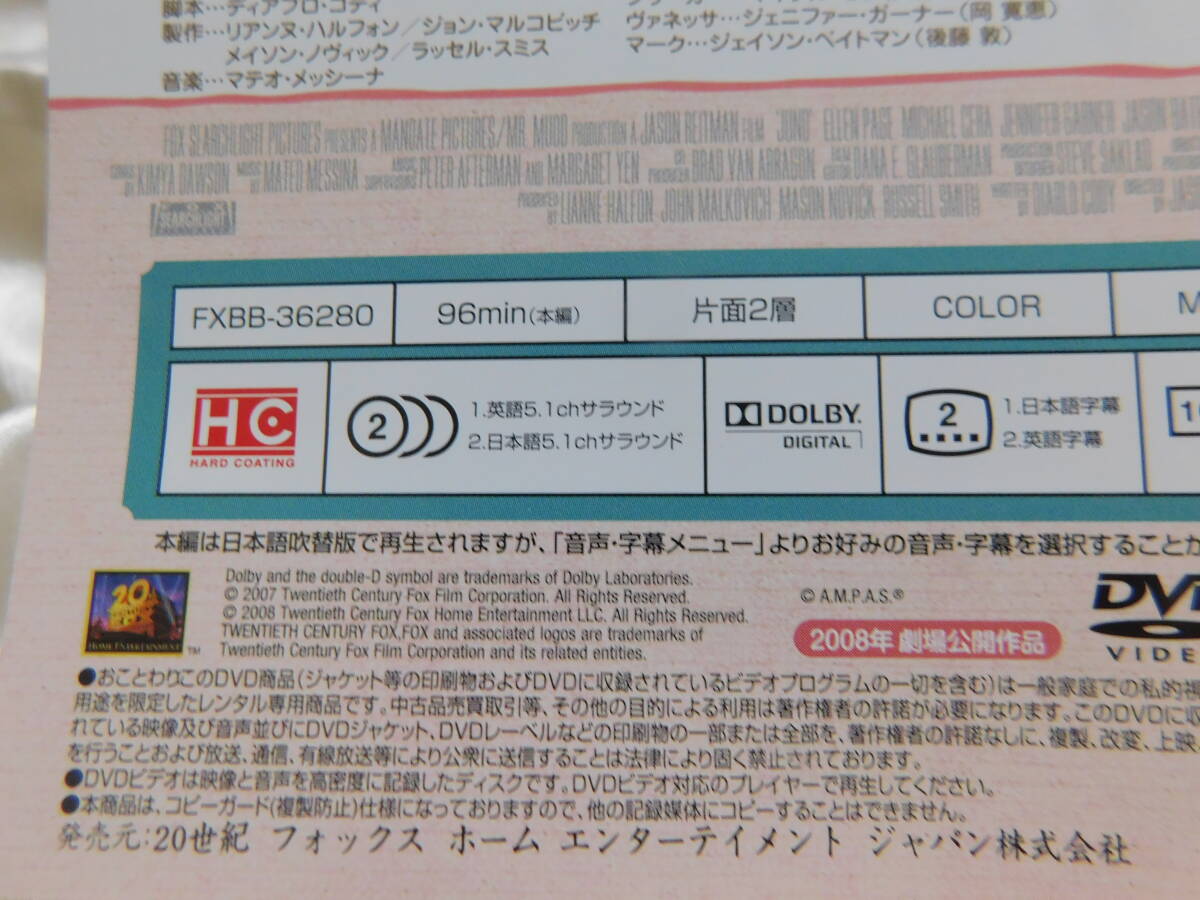 脚本…ディアブロ・コディ
製作…リアンヌ・ハルフォン／ジョン・マルコビッチ
メイソン・ノヴィック／ラッセル・スミス
音楽…マテオ・メッシーナ
ヴァネッサ…ジェニファー・ガーナー（岡 寛恵）
マーク…ジェイソン・ベイトマン（後藤 敦）
FOX SEARCHLIGHT PICTURES PRESENTS A MANDATE PICTURES/MR. MUDD PRODUCTION A JASON REITMAN FILM "JUNO" ELLEN PAGE MICHAEL CERA JENNIFER GARNER JASON
KIMYA DAWSON MATEO MESSINA PETER AFTERMAN AND MARGARET YEN BRAD VAN ARRAGON DANA E. GLAUBERMAN STEVE SAKLAD
LIANNE HALFON JOHN MALKOVICH MASON NOVICK RUSSELL SMITH DIABLO CODY
SEARCHLIGHT
FXBB-36280 96min(本編) 片面2層 COLOR M
HC
HARD COATING
2
1.英語5.1chサラウンド
2.日本語5.1chサラウンド
DOLBY
DIGITAL
2
1.日本語字幕
2.英語字幕
1
本編は日本語吹替版で再生されますが、「音声・字幕メニュー」よりお好みの音声・字幕を選択することか
20
HOME ENTERTAINMENT
™
Dolby and the double-D symbol are trademarks of Dolby Laboratories.
© 2007 Twentieth Century Fox Film Corporation. All Rights Reserved.
© 2008 Twentieth Century Fox Home Entertainment LLC. All Rights Reserved.
TWENTIETH CENTURY FOX,FOX and associated logos are trademarks of
Twentieth Century Fox Film Corporation and its related entities.
© A.M.P.A.S.®
2008年 劇場公開作品
DVD
VIDE
●おことわり このDVD商品(ジャケット等の印刷物およびDVDに収録されているビデオプログラムの一切を含む)は一般家庭での私的視
用途を限定したレンタル専用商品です。中古品売買取引等、その他の目的による利用は著作権者の許諾が必要になります。このDVDに収
れている映像及び音声並びにDVDジャケット、DVDレーベルなどの印刷物の一部または全部を、著作権者の許諾なしに、複製、改変、上映
を行うことおよび放送、通信、有線放送等により公衆に送信することは法律により固く禁止されております。
●DVDビデオは映像と音声を高密度に記録したディスクです。DVDビデオ対応のプレイヤーで再生してください。
●本商品は、コピーガード(複製防止)仕様になっておりますので、他の記録媒体にコピーすることはできません。
発売元:20世紀 フォックス ホーム エンターテイメント ジャパン株式会社